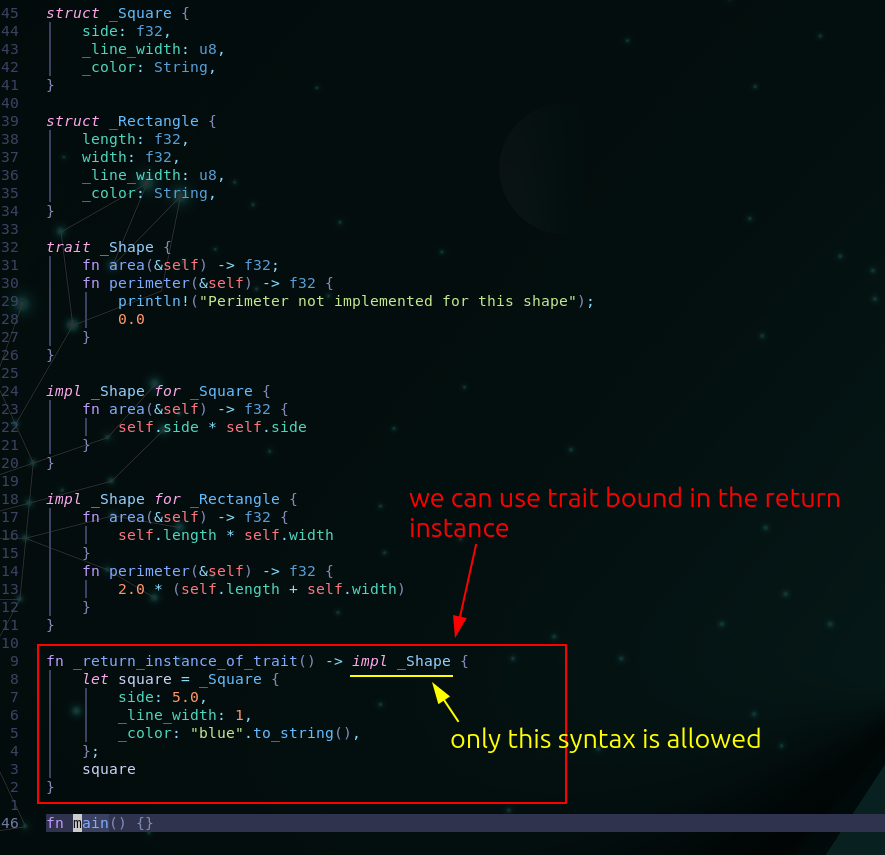 45 struct _Square {
44 side: f32,
43 _line_width: u8,
42 _color: String,
41 }
40
39 struct _Rectangle {
38 length: f32,
37 width: f32,
36 _line_width: u8,
35 _color: String,
34 }
33
32 trait _Shape {
31 fn area(&self) -> f32;
30 fn perimeter(&self) -> f32 {
29 println!("Perimeter not implemented for this shape");
28 0.0
27 }
26 }
25
24 impl _Shape for _Square {
23 fn area(&self) -> f32 {
22 self.side * self.side
21 }
20 }
19
18 impl _Shape for _Rectangle {
we can use trait bound in the return
17 fn area(&self) -> f32 {
instance
16 self.length * self.width
15 }
14 fn perimeter(&self) -> f32 {
13 2.0 * (self.length + self.width)
12 }
11 }
10
9 fn _return_instance_of_trait() -> impl _Shape {
8 let square = _Square {
7 side: 5.0,
6 _line_width: 1,
5 _color: "blue".to_string(),
only this syntax is allowed
4 };
3 square
2 }
1
46 fn main() {}